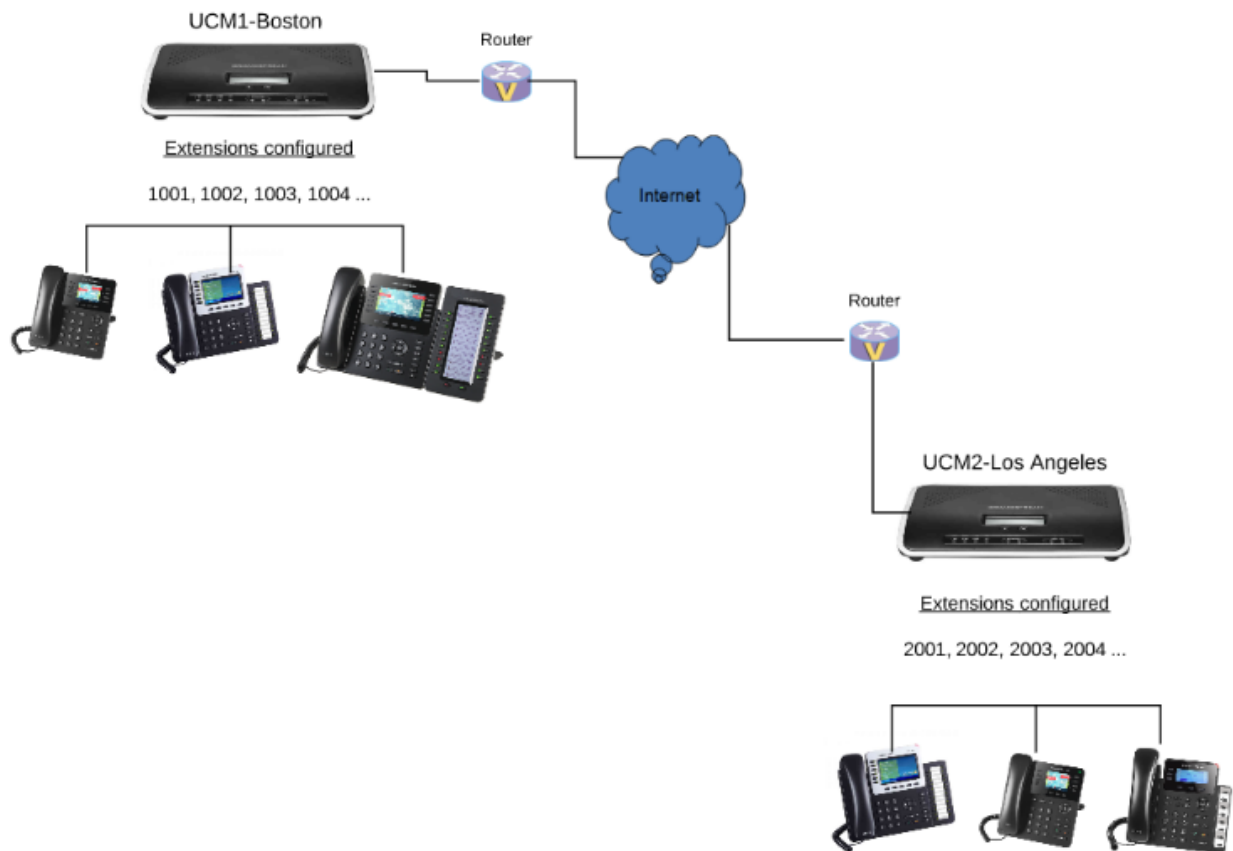 UCM1-Boston
Router
Extensions configured
1001, 1002, 1003, 1004 ...
Internet
Router
UCM2-Los Angeles
Extensions configured
2001, 2002, 2003, 2004 ...